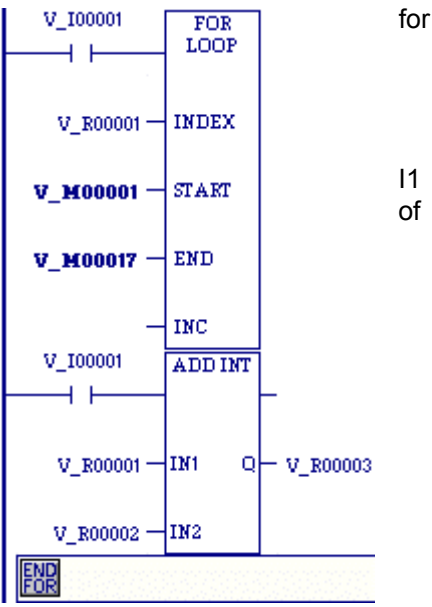 V_I00001 FOR for
LOOP
V_R00001 INDEX
V_M00001 START I1
of
V_M00017 END
INC
V_I00001 ADD INT
V_R00001 IN1 Q V_R00003
V_R00002 IN2
END
FOR